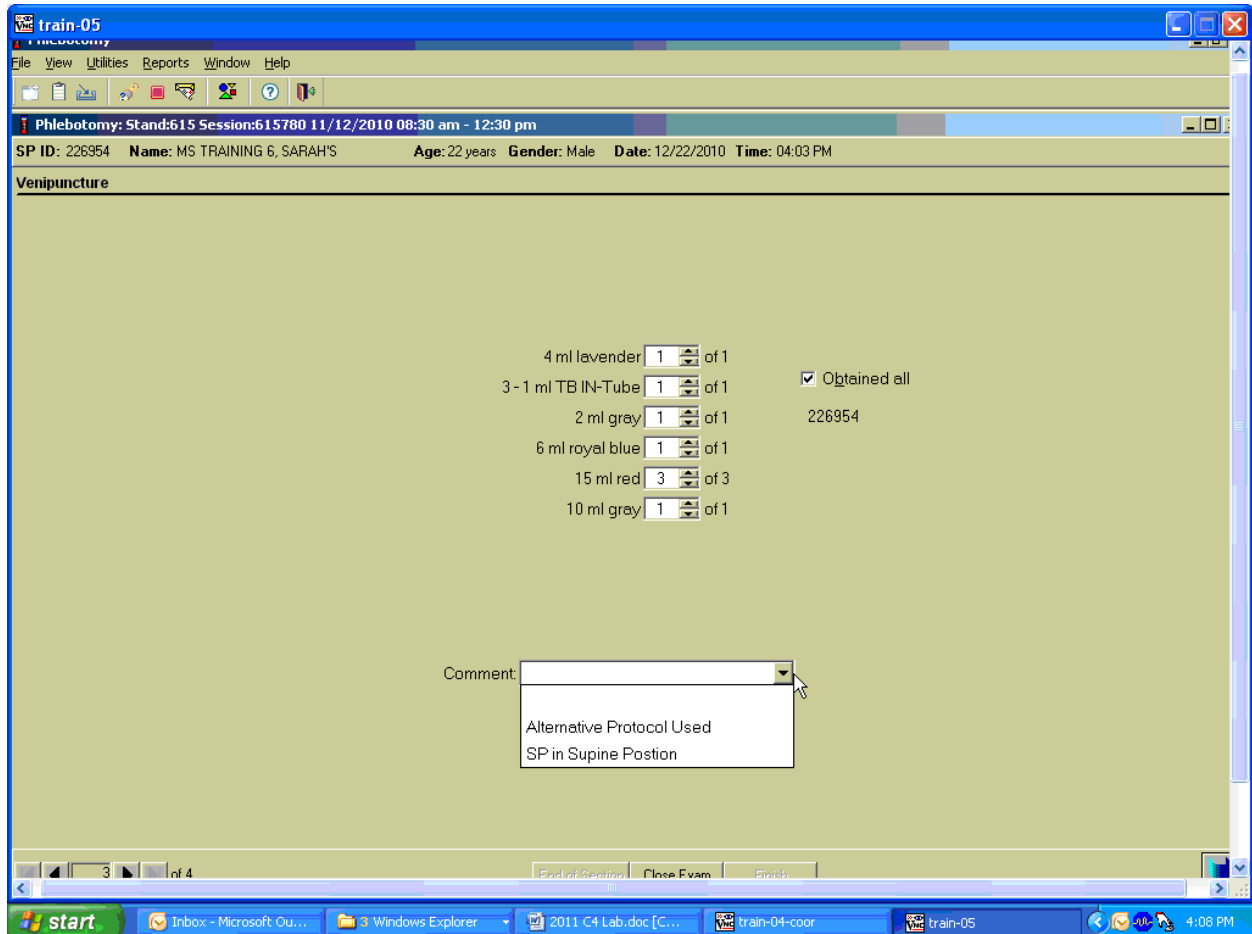 train-05
Phlebotomy
File View Utilities Reports Window Help
Phlebotomy: Stand:615 Session:615780 11/12/2010 08:30 am - 12:30 pm
SP ID: 226954 Name: MS TRAINING 6, SARAH'S Age: 22 years Gender: Male Date: 12/22/2010 Time: 04:03 PM
Venipuncture
4 ml lavender 1 of 1
3 - 1 ml TB IN-Tube 1 of 1
Obtained all
2 ml gray 1 of 1
226954
6 ml royal blue 1 of 1
15 ml red 3 of 3
10 ml gray 1 of 1
Comment:
Alternative Protocol Used
SP in Supine Postion
3 of 4
End of Section Close Exam Finish
start Inbox - Microsoft Ou... 3 Windows Explorer 2011 C4 Lab.doc [C... train-04-coor train-05 4:08 PM